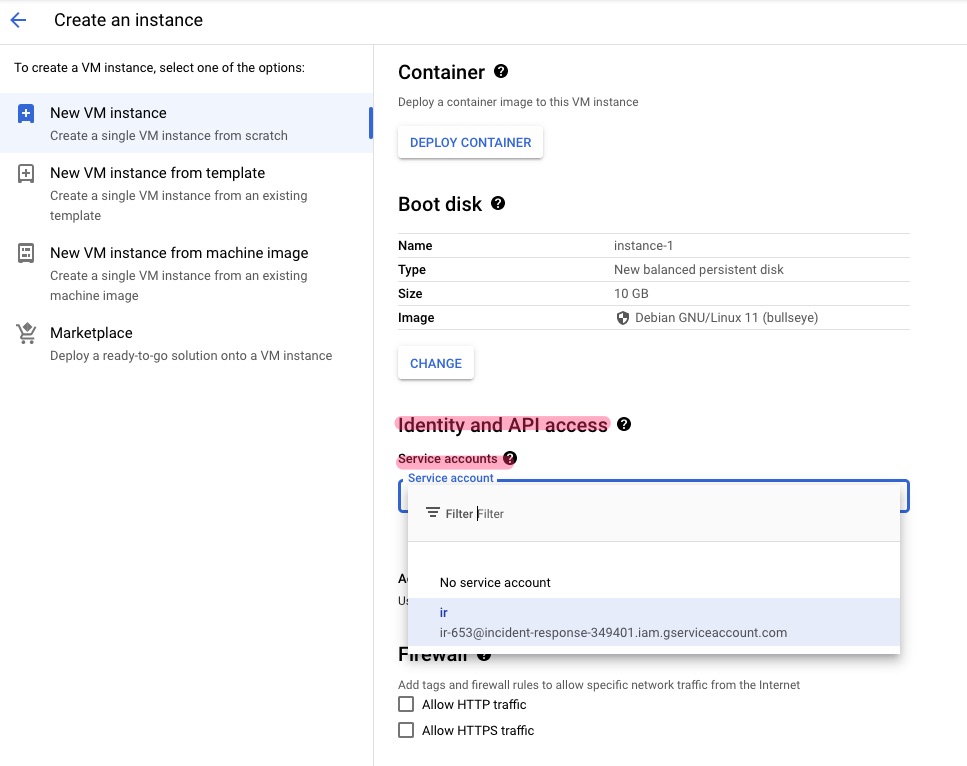 Create an instance
To create a VM instance, select one of the options:
New VM instance
Create a single VM instance from scratch
New VM instance from template
Create a single VM instance from an existing
template
New VM instance from machine image
Create a single VM instance from an existing
machine image
Marketplace
Deploy a ready-to-go solution onto a VM instance
Container
Deploy a container image to this VM instance
DEPLOY CONTAINER
Boot disk
Name instance-1
Type New balanced persistent disk
Size 10 GB
Image Debian GNU/Linux 11 (bullseye)
CHANGE
Identity and API access
Service accounts
Service account
Filter Filter
No service account
ir
ir-653@incident-response-349401.iam.gserviceaccount.com
Firewall
Add tags and firewall rules to allow specific network traffic from the Internet
Allow HTTP traffic
Allow HTTPS traffic